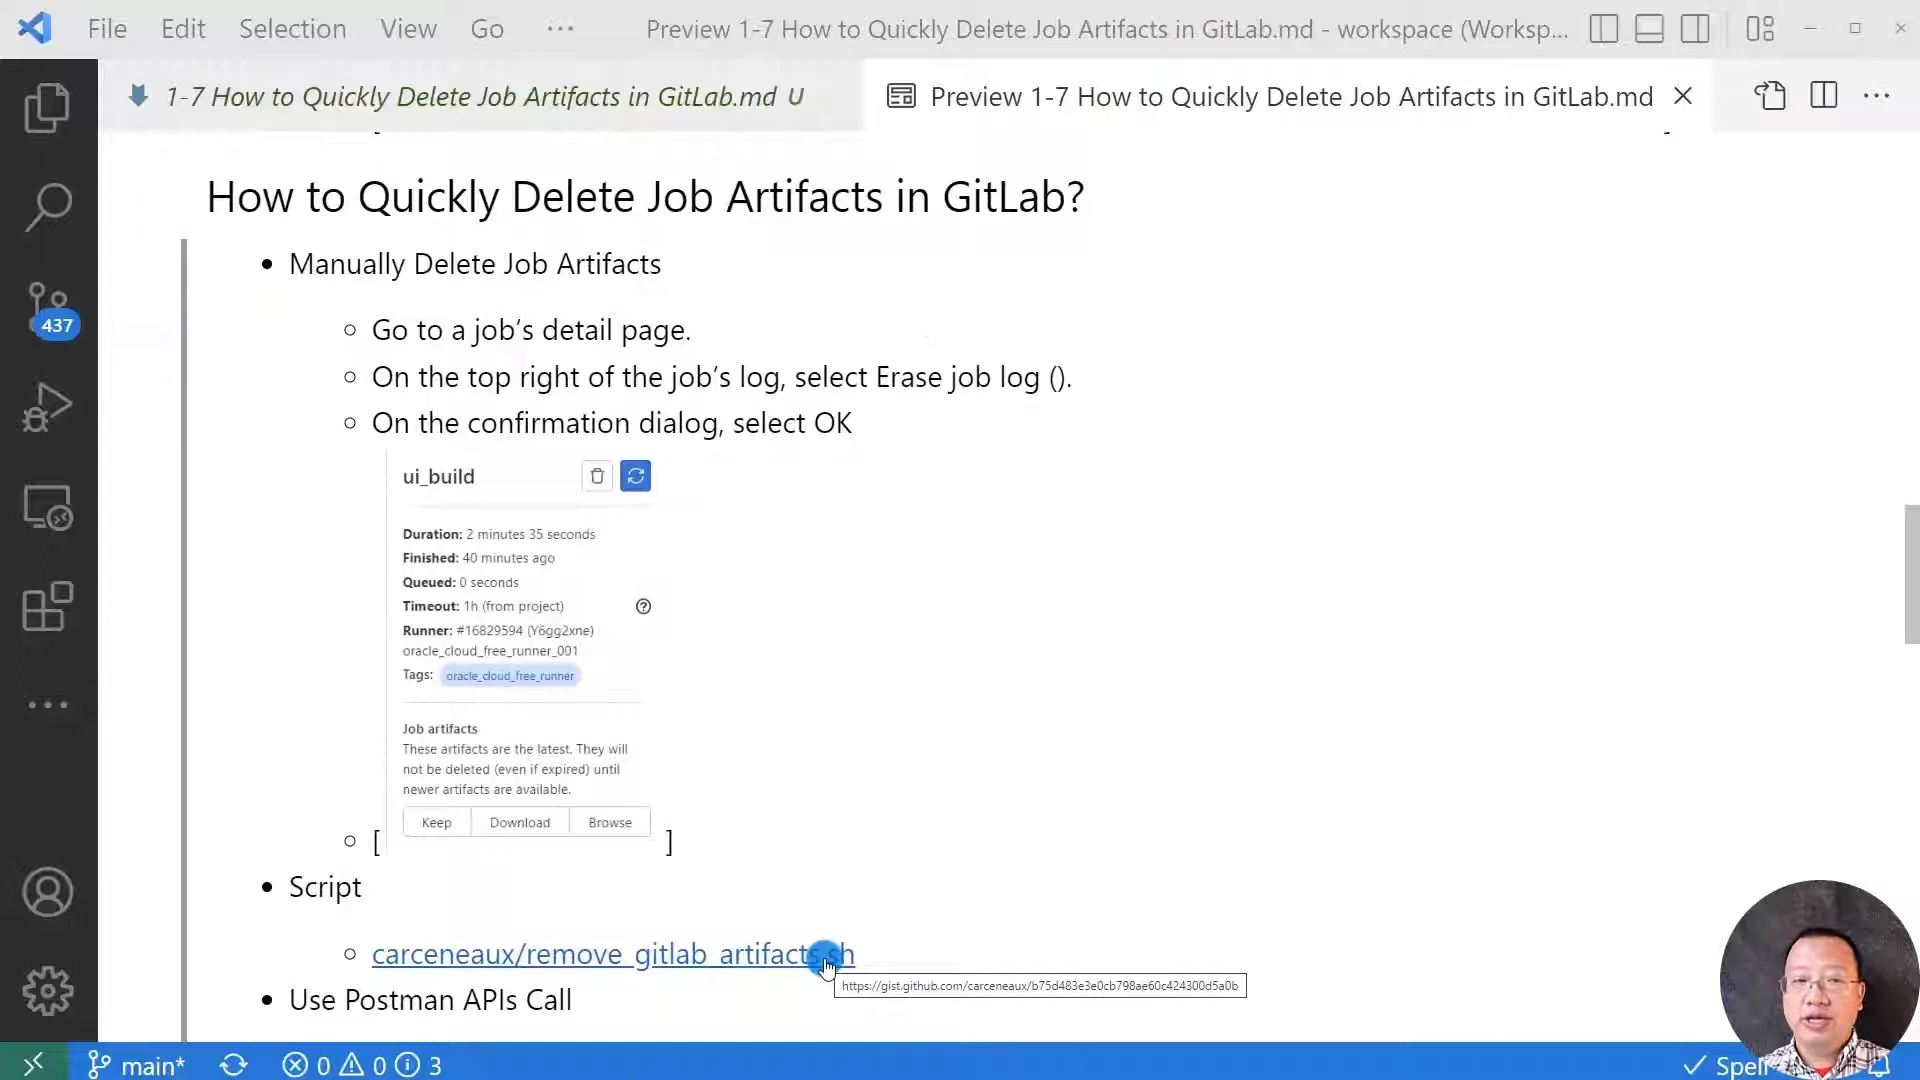 File Edit Selection View Go ··· Preview 1-7 How to Quickly Delete Job Artifacts in GitLab.md - workspace (Worksp...
1-7 How to Quickly Delete Job Artifacts in GitLab.md U
Preview 1-7 How to Quickly Delete Job Artifacts in GitLab.md
How to Quickly Delete Job Artifacts in GitLab?
• Manually Delete Job Artifacts
○ Go to a job’s detail page.
○ On the top right of the job’s log, select Erase job log ().
○ On the confirmation dialog, select OK
ui_build
Duration: 2 minutes 35 seconds
Finished: 40 minutes ago
Queued: 0 seconds
Timeout: 1h (from project)
Runner: #16829594 (Y6gg2xne)
oracle_cloud_free_runner_001
Tags: oracle_cloud_free_runner
Job artifacts
These artifacts are the latest. They will
not be deleted (even if expired) until
newer artifacts are available.
Keep Download Browse
○ [ ]
• Script
○ carceneaux/remove_gitlab_artifacts.sh
https://gist.github.com/carceneaux/b75d483e3e0cb798ae60c424300d5a0b
• Use Postman APIs Call
437
main* 0 0 3
Spell